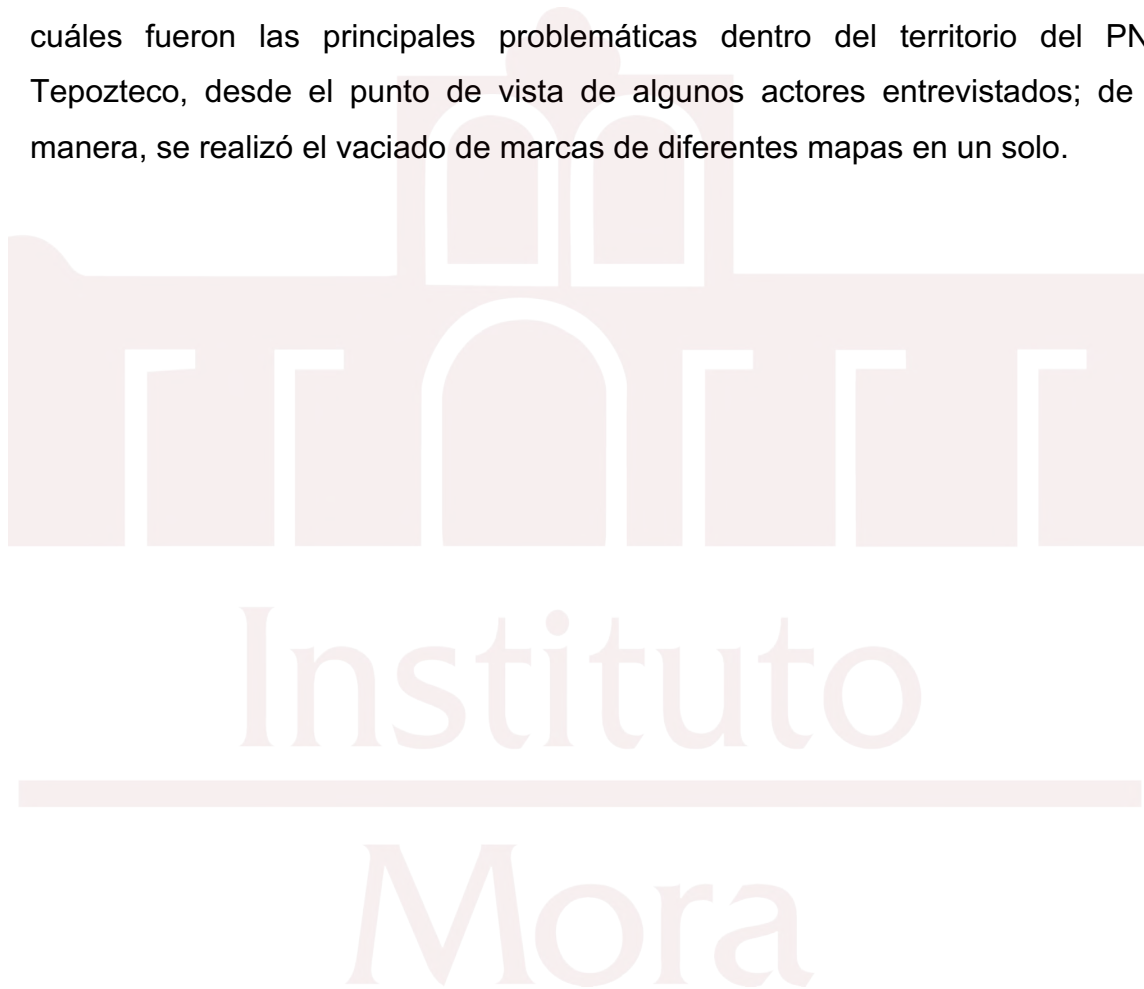 cuáles fueron las principales problemáticas dentro del territorio del PN
Tepozteco, desde el punto de vista de algunos actores entrevistados; de
manera, se realizó el vaciado de marcas de diferentes mapas en un solo.
Instituto
Mora